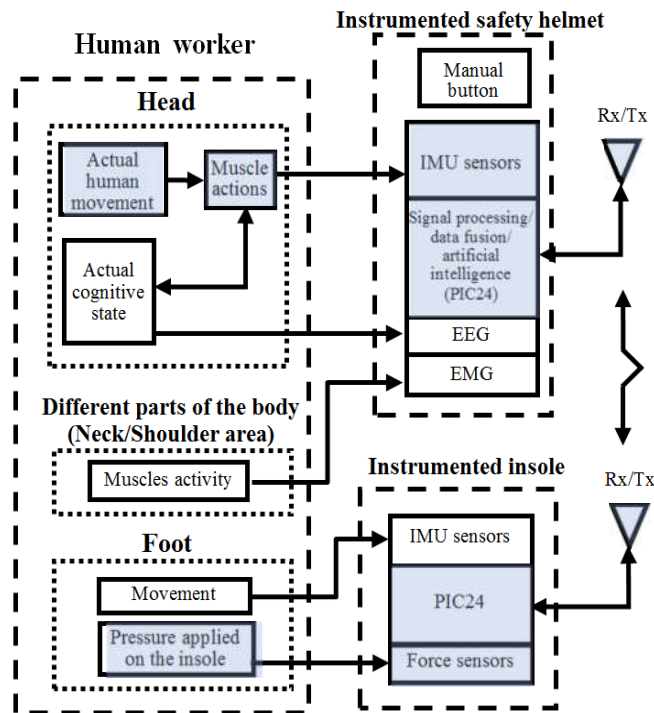 Instrumented safety helmet
Human worker
Manual
button
Head
Rx/Tx
Actual
human
movement
Muscle
actions
IMU sensors
Signal processing/
data fusion/
artificial
intelligence
(PIC24)
Actual
cognitive
state
EEG
EMG
Different parts of the body
(Neck/Shoulder area)
Muscles activity
Instrumented insole
Rx/Tx
Foot
IMU sensors
Movement
PIC24
Pressure applied
on the insole
Force sensors